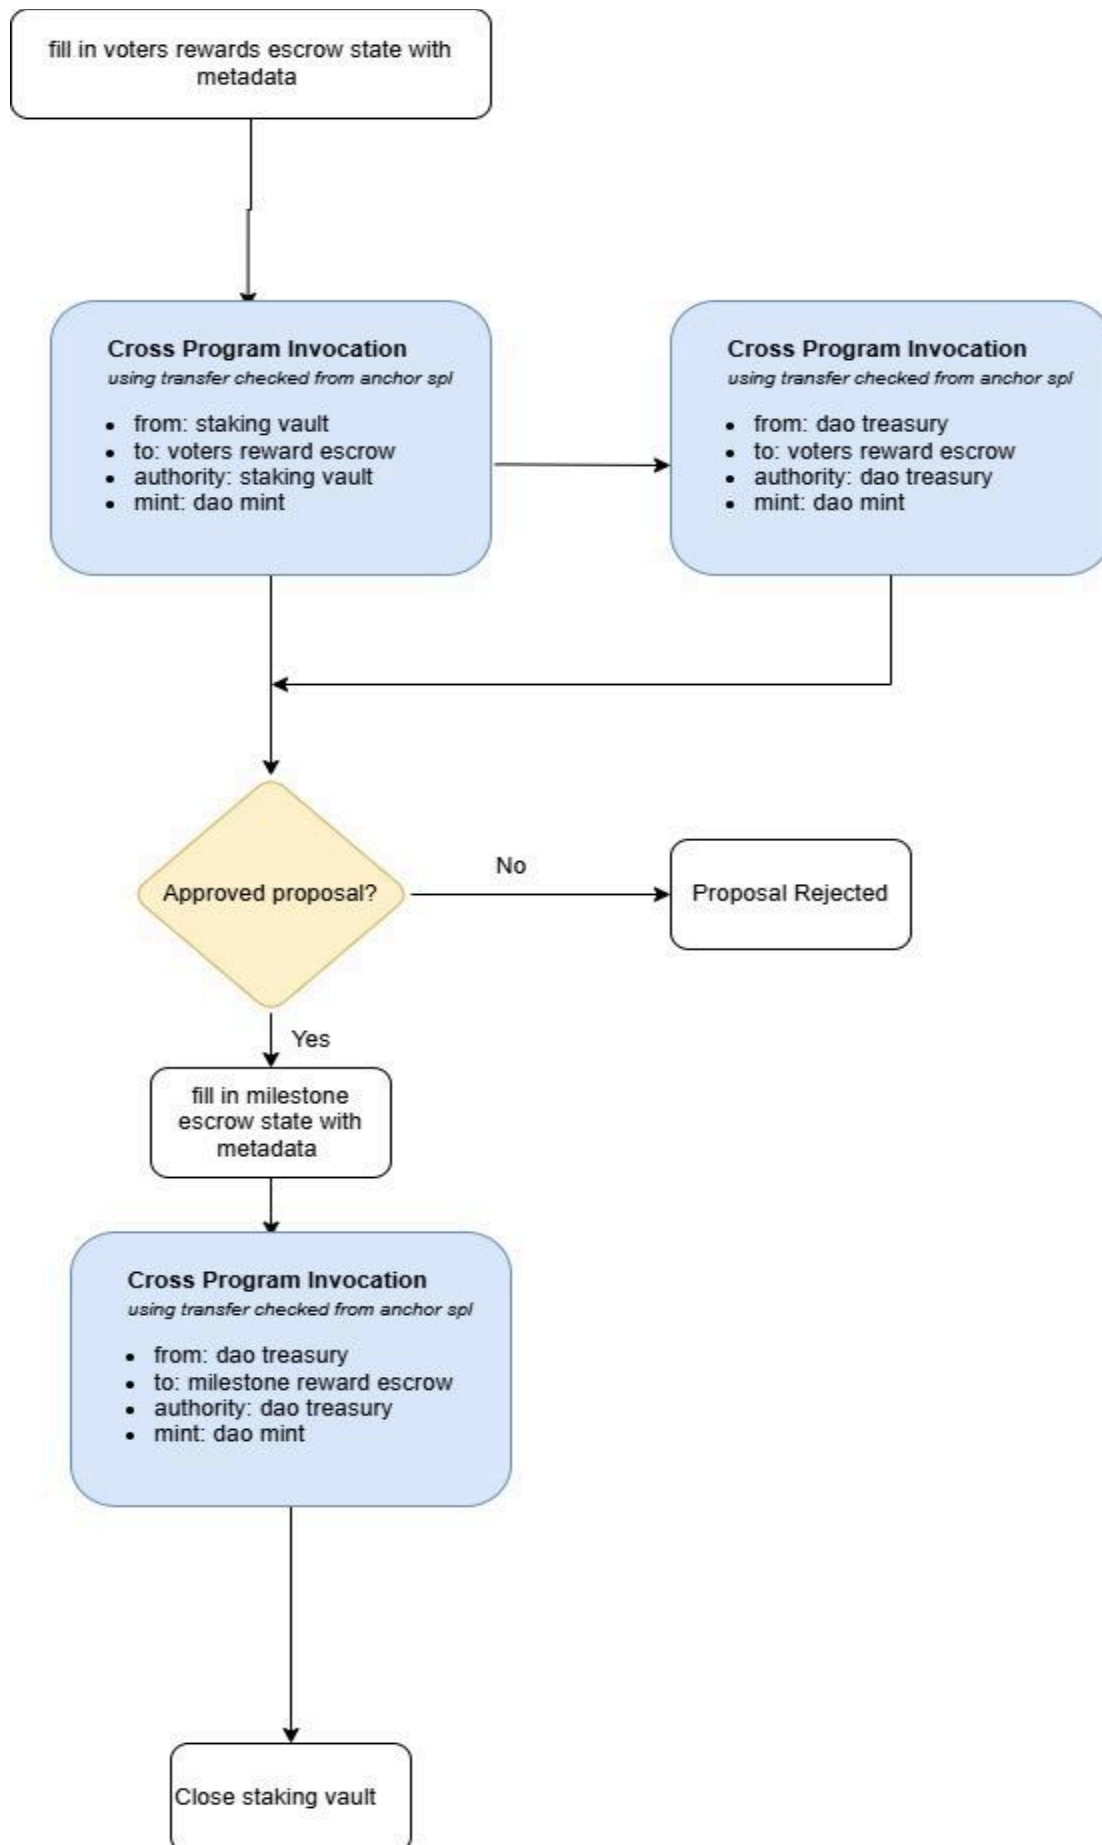 fill in voters rewards escrow state with
metadata
Cross Program Invocation
using transfer checked from anchor spl
• from: staking vault
• to: voters reward escrow
• authority: staking vault
• mint: dao mint
Cross Program Invocation
using transfer checked from anchor spl
• from: dao treasury
• to: voters reward escrow
• authority: dao treasury
• mint: dao mint
Approved proposal?
No
Proposal Rejected
Yes
fill in milestone
escrow state with
metadata
Cross Program Invocation
using transfer checked from anchor spl
• from: dao treasury
• to: milestone reward escrow
• authority: dao treasury
• mint: dao mint
Close staking vault